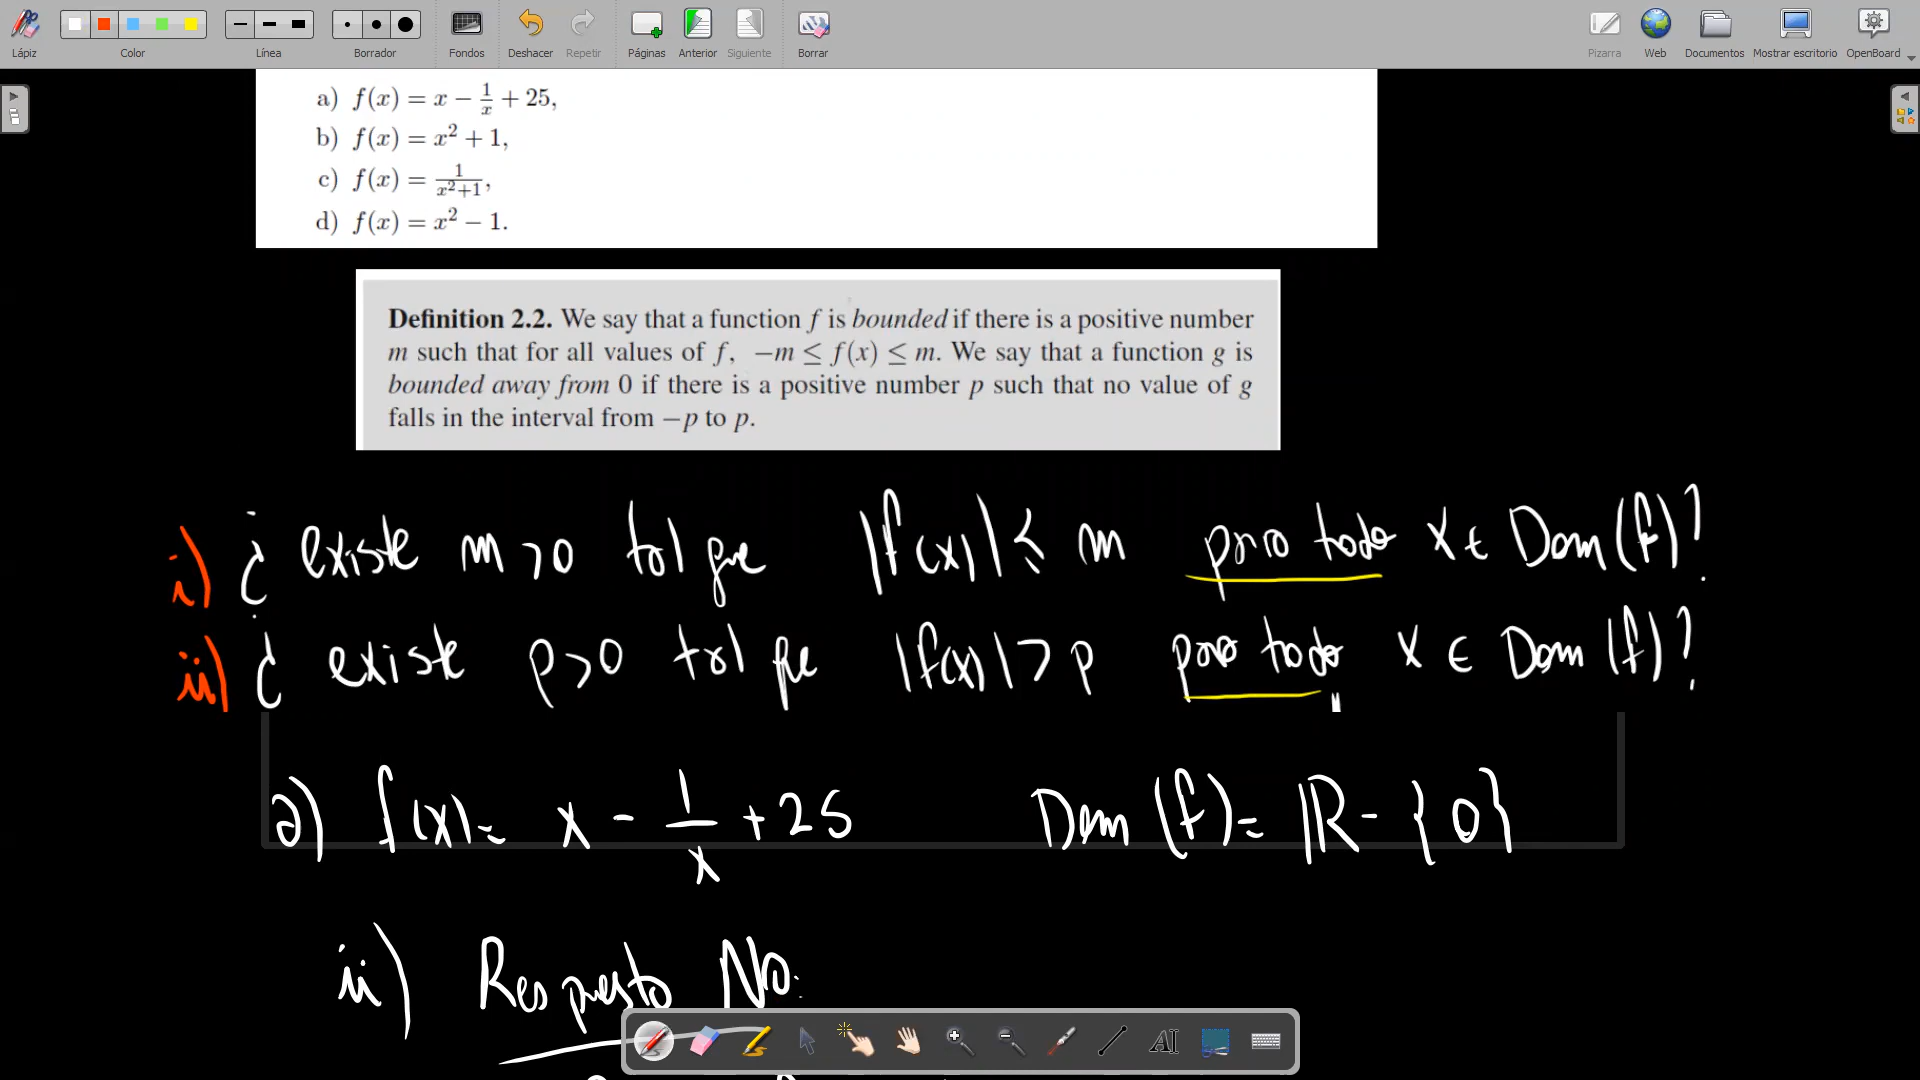 Lápiz Color Línea Borrador Fondos Deshacer Repetir Páginas Anterior Siguiente Borrar Pizarra Web Documentos Mostrar escritorio OpenBoard
a) f(x) = x − 1/x + 25,
b) f(x) = x² + 1,
c) f(x) = 1/(x²+1),
d) f(x) = x² − 1.
Definition 2.2. We say that a function f is bounded if there is a positive number
m such that for all values of f, −m ≤ f(x) ≤ m. We say that a function g is
bounded away from 0 if there is a positive number p such that no value of g
falls in the interval from −p to p.
i) ¿ existe m > 0 tal que |f(x)| ≤ m para todo x ∈ Dom(f)?
ii) ¿ existe p > 0 tal que |f(x)| > p para todo x ∈ Dom(f)?
a) f(x) = x − 1/x + 25 Dom(f) = ℝ − {0}
ii) Respuesta No.
AI